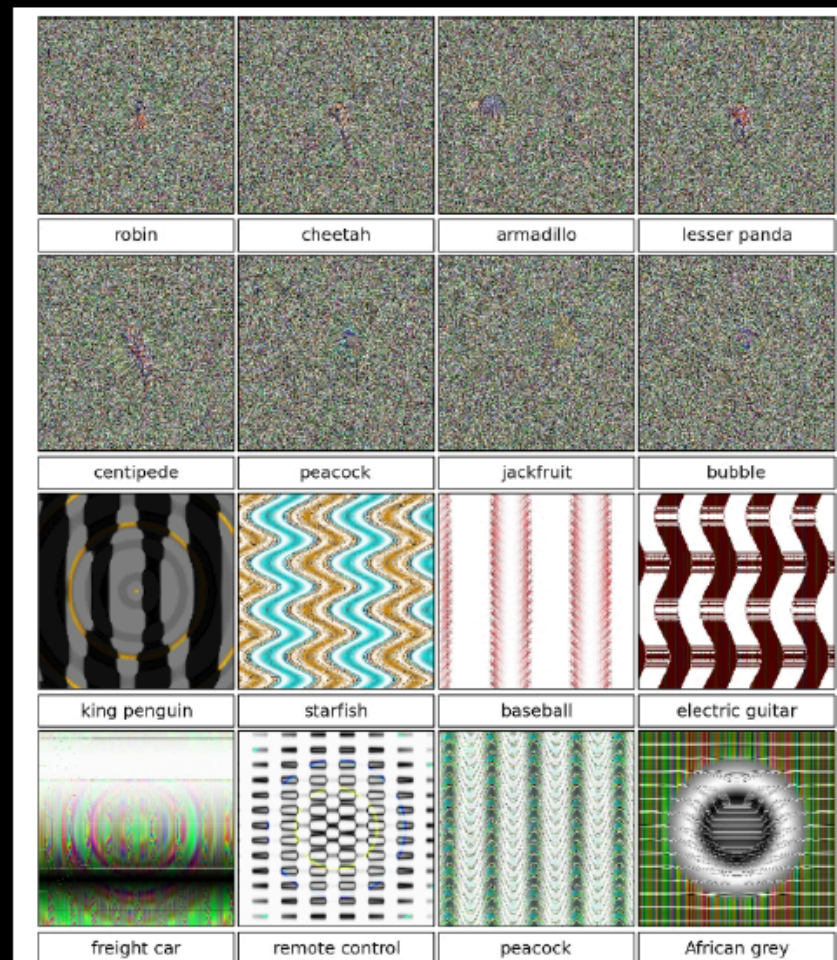 robin
cheetah
armadillo
lesser panda
centipede
peacock
jackfruit
bubble
king penguin
starfish
baseball
electric guitar
freight car
remote control
peacock
African grey